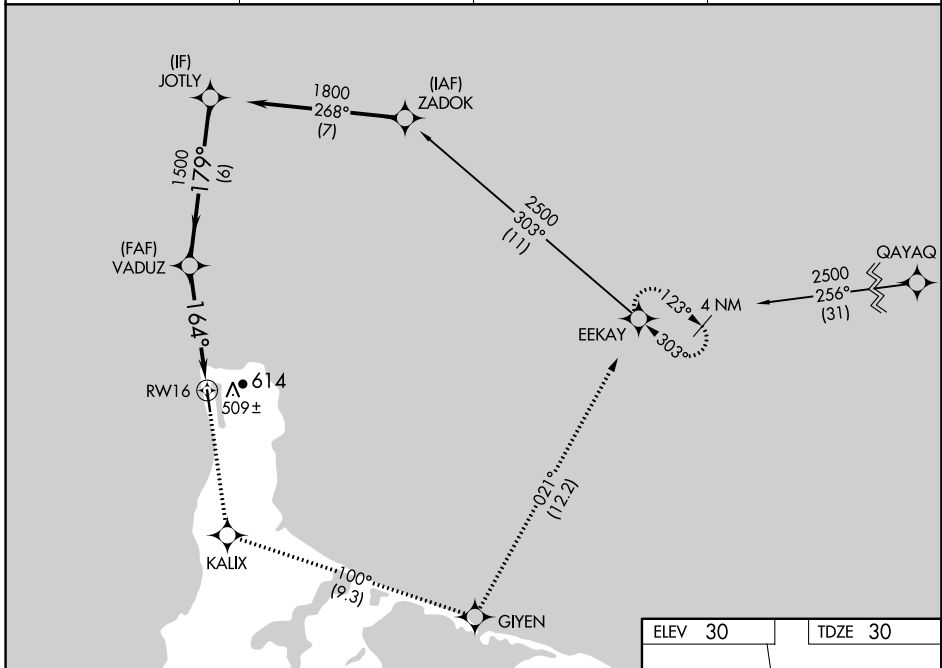 (IF)
JOTLY
1800
268°
(7)
(IAF)
ZADOK
1500
179°
(6)
2500
303°
(11)
(FAF)
VADUZ
QAYAQ
2500
256°
(31)
123°
4 NM
303°
EEKAY
164°
RW16
614
509±
021°
(12.2)
KALIX
100°
(9.3)
GIYEN
ELEV 30
TDZE 30